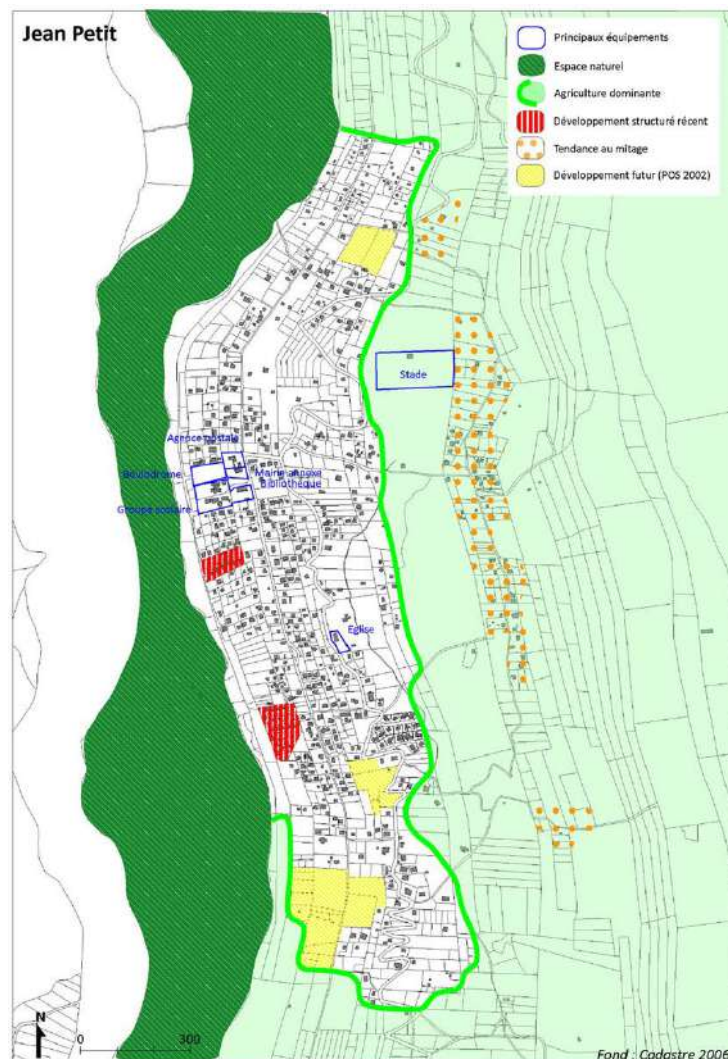 Jean Petit
Principaux équipements
Espace naturel
Agriculture dominante
Développement structuré récent
Tendance au mitage
Développement futur (POS 2002)
Stade
Agence postale
Boulodrome
Mairie annexe
Bibliothèque
Groupe scolaire
Eglise
N
0 300
Fond : Cadastre